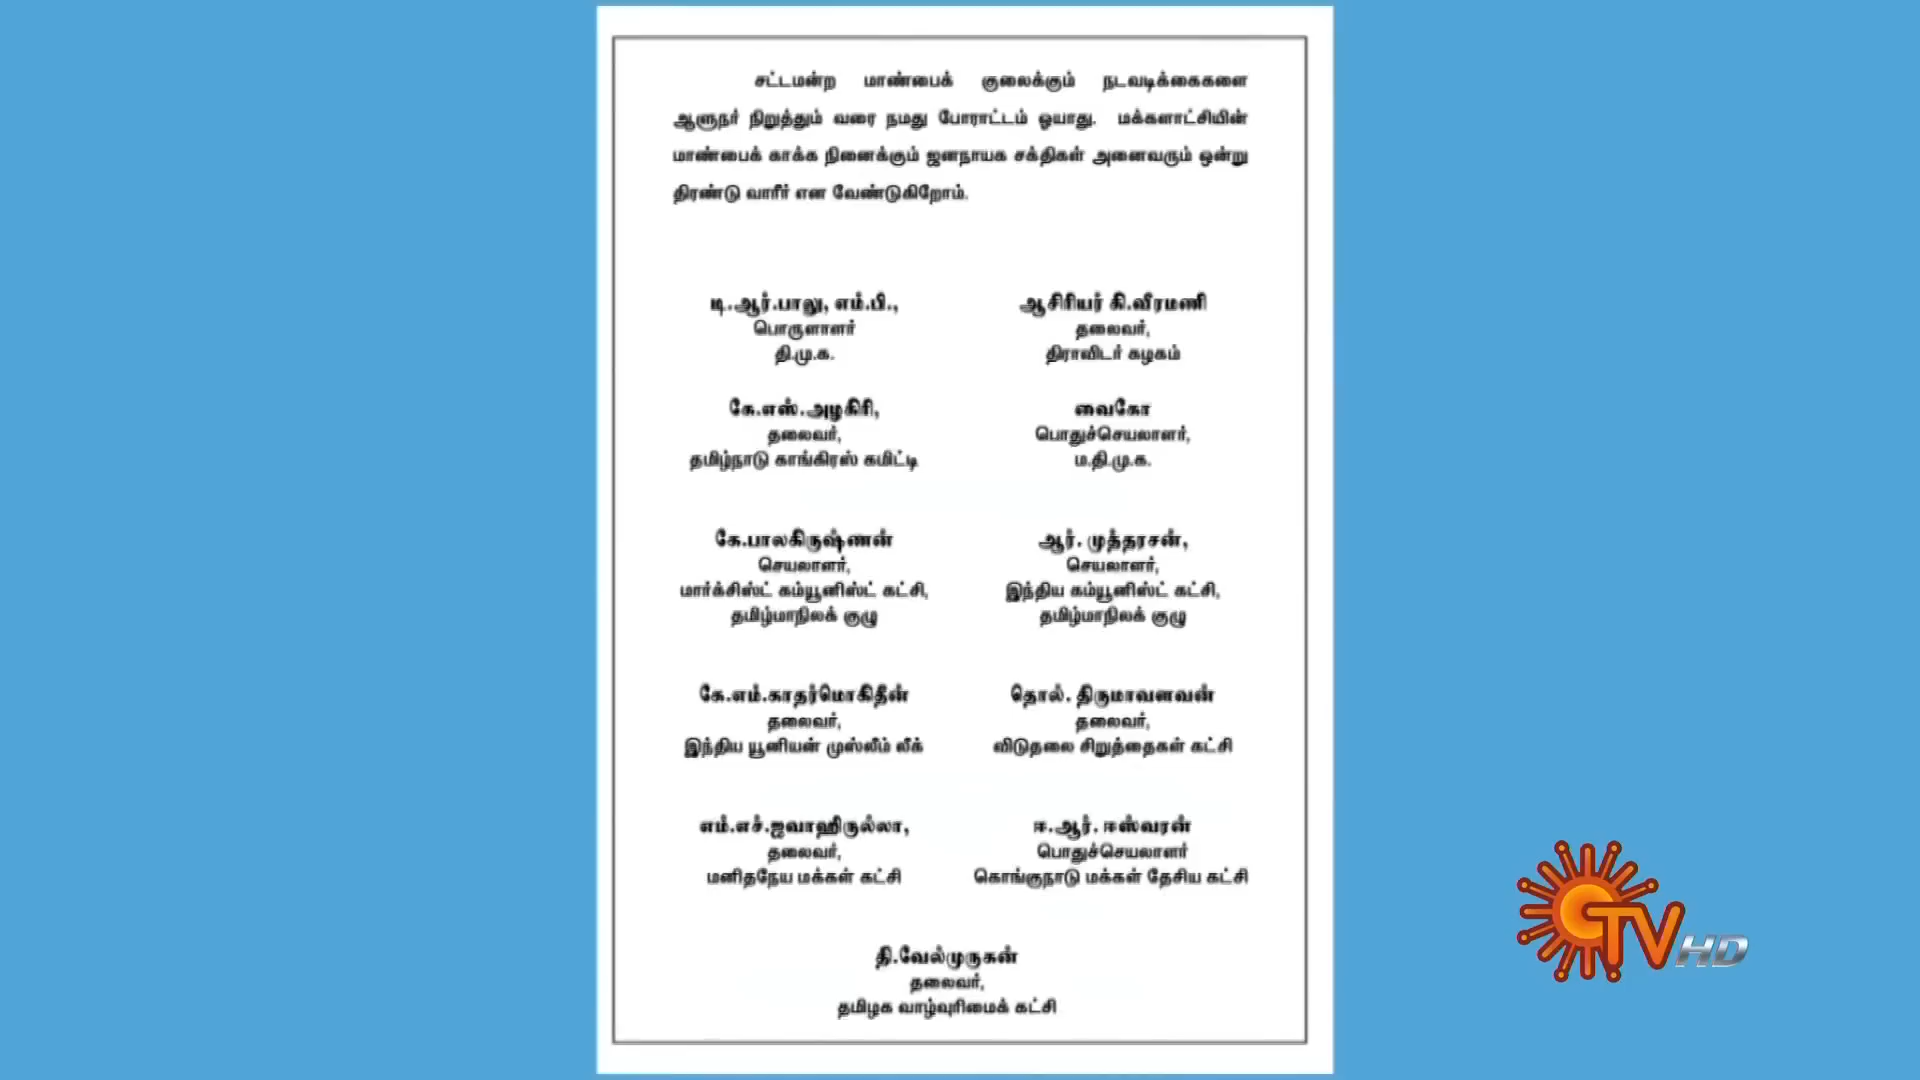 சட்டமன்ற மாண்பைக் குலைக்கும் நடவடிக்கைகளை
ஆளுநர் நிறுத்தும் வரை நமது போராட்டம் ஓயாது. மக்களாட்சியின்
மாண்பைக் காக்க நினைக்கும் ஜனநாயக சக்திகள் அனைவரும் ஒன்று
திரண்டு வாரீர் என வேண்டுகிறோம்.
டி.ஆர்.பாலு, எம்.பி.,
பொருளாளர்
தி.மு.க.
ஆசிரியர் கி.வீரமணி
தலைவர்,
திராவிடர் கழகம்
கே.எஸ்.அழகிரி,
தலைவர்,
தமிழ்நாடு காங்கிரஸ் கமிட்டி
வைகோ
பொதுச்செயலாளர்,
ம.தி.மு.க.
கே.பாலகிருஷ்ணன்
செயலாளர்,
மார்க்சிஸ்ட் கம்யூனிஸ்ட் கட்சி,
தமிழ்மாநிலக் குழு
ஆர். முத்தரசன்,
செயலாளர்,
இந்திய கம்யூனிஸ்ட் கட்சி,
தமிழ்மாநிலக் குழு
கே.எம்.காதர்மொகிதீன்
தலைவர்,
இந்திய யூனியன் முஸ்லீம் லீக்
தொல். திருமாவளவன்
தலைவர்,
விடுதலை சிறுத்தைகள் கட்சி
எம்.எச்.ஜவாஹிருல்லா,
தலைவர்,
மனிதநேய மக்கள் கட்சி
ஈ.ஆர். ஈஸ்வரன்
பொதுச்செயலாளர்
கொங்குநாடு மக்கள் தேசிய கட்சி
தி.வேல்முருகன்
தலைவர்,
தமிழக வாழ்வுரிமைக் கட்சி
TV HD